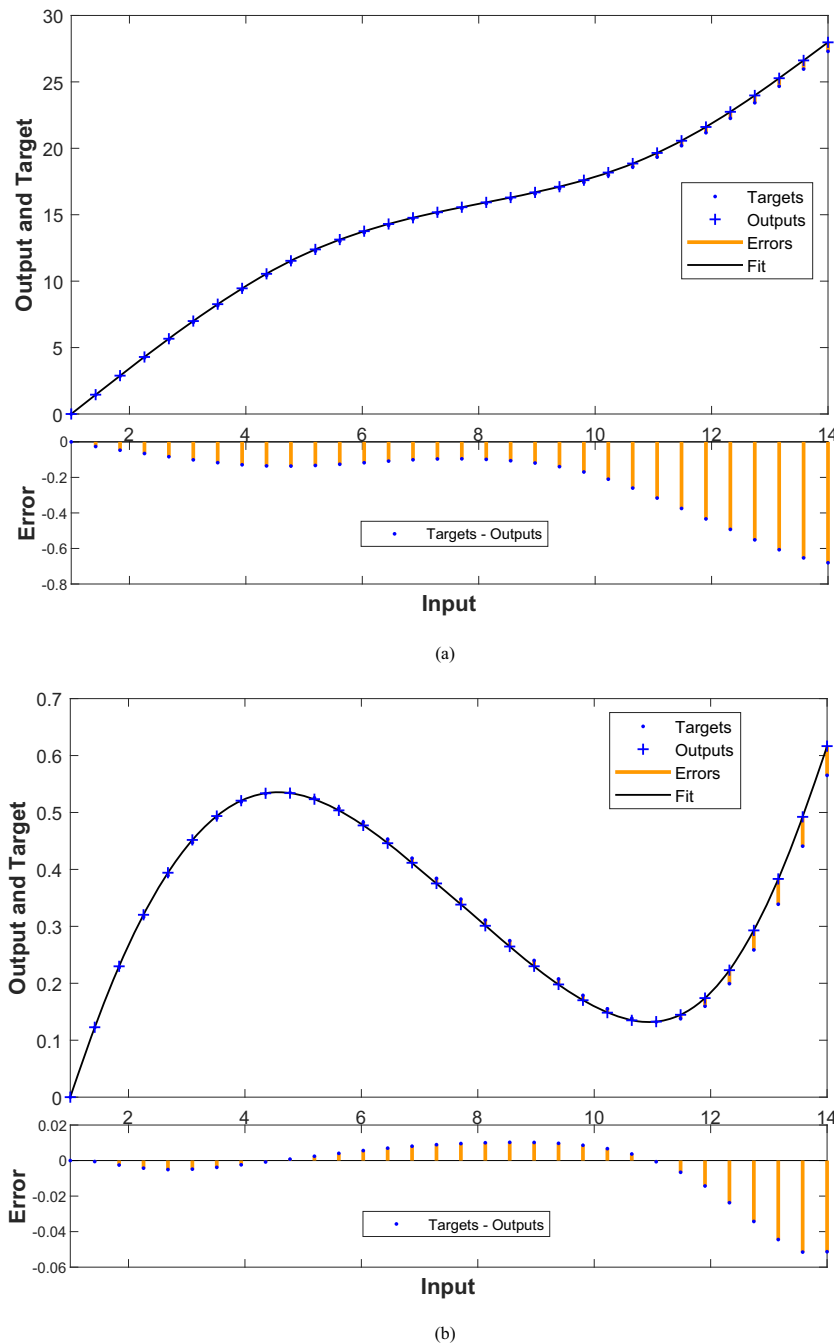 30
25
20
15
10
5
0
Output and Target
Targets
Outputs
Errors
Fit
2 4 6 8 10 12 14
0
-0.2
-0.4
-0.6
-0.8
Error
Targets - Outputs
Input
(a)
0.7
0.6
0.5
0.4
0.3
0.2
0.1
0
Output and Target
Targets
Outputs
Errors
Fit
2 4 6 8 10 12 14
0.02
0
-0.02
-0.04
-0.06
Error
Targets - Outputs
Input
(b)